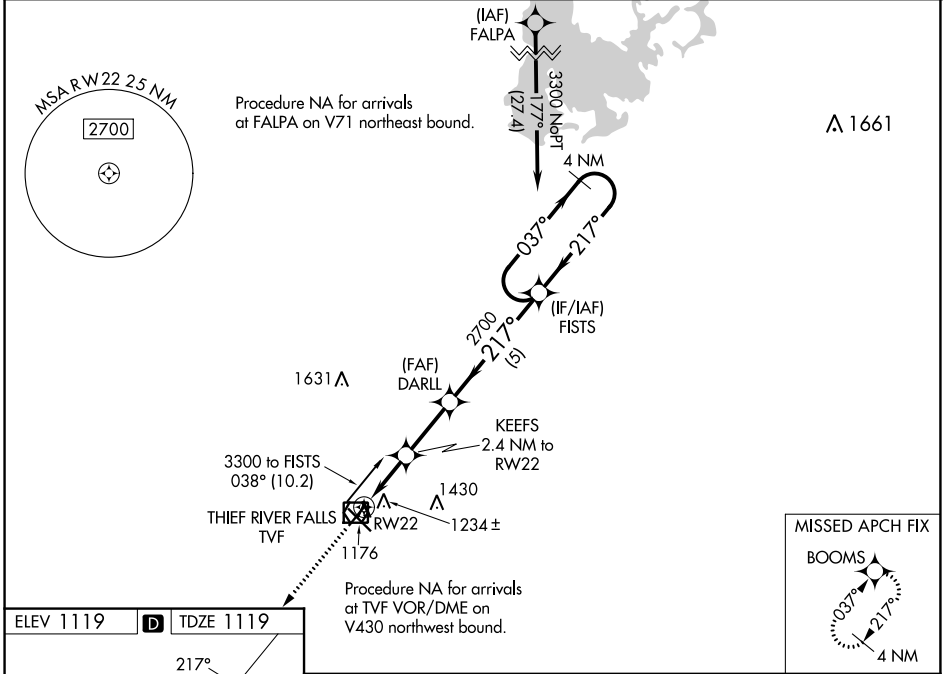 (IAF)
FALPA
MSA RW22 25 NM
2700
Procedure NA for arrivals
at FALPA on V71 northeast bound.
3300 NoPT
177°
(27.4)
1661
4 NM
037°
217°
(IF/IAF)
FISTS
2700
217°
(5)
(FAF)
DARLL
1631
KEEFS
2.4 NM to
RW22
3300 to FISTS
038° (10.2)
1430
THIEF RIVER FALLS
TVF
RW22
1234 ±
1176
MISSED APCH FIX
BOOMS
037°
217°
4 NM
Procedure NA for arrivals
at TVF VOR/DME on
V430 northwest bound.
ELEV 1119
D
TDZE 1119
217°